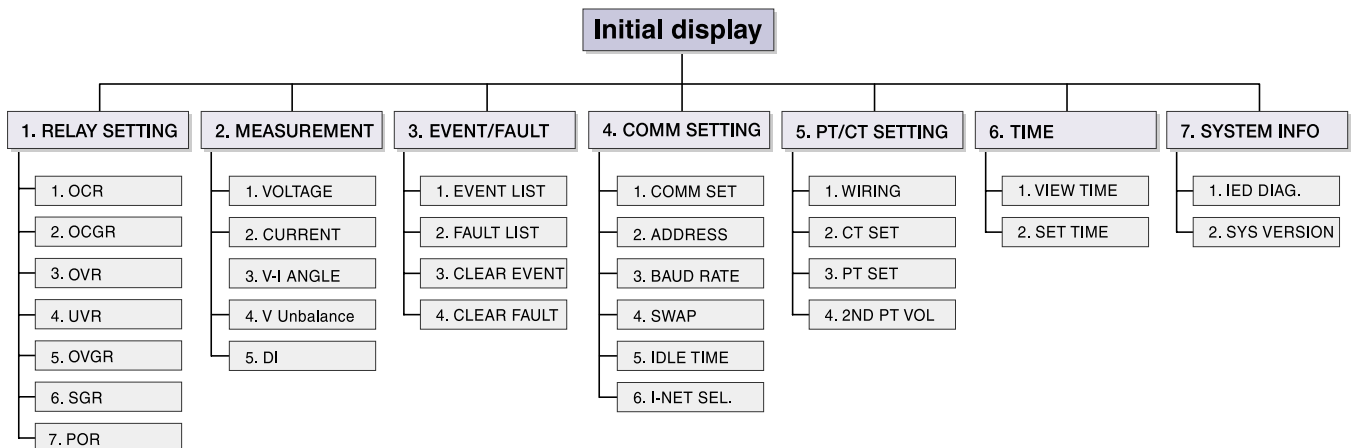 Initial display
1. RELAY SETTING
1. OCR
2. OCGR
3. OVR
4. UVR
5. OVGR
6. SGR
7. POR
2. MEASUREMENT
1. VOLTAGE
2. CURRENT
3. V-I ANGLE
4. V Unbalance
5. DI
3. EVENT/FAULT
1. EVENT LIST
2. FAULT LIST
3. CLEAR EVENT
4. CLEAR FAULT
4. COMM SETTING
1. COMM SET
2. ADDRESS
3. BAUD RATE
4. SWAP
5. IDLE TIME
6. I-NET SEL.
5. PT/CT SETTING
1. WIRING
2. CT SET
3. PT SET
4. 2ND PT VOL
6. TIME
1. VIEW TIME
2. SET TIME
7. SYSTEM INFO
1. IED DIAG.
2. SYS VERSION